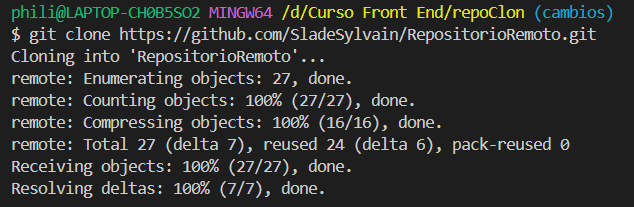 phili@LAPTOP-CH0B5SO2 MINGW64 /d/Curso Front End/repoClon (cambios)
$ git clone https://github.com/SladeSylvain/RepositorioRemoto.git
Cloning into 'RepositorioRemoto'...
remote: Enumerating objects: 27, done.
remote: Counting objects: 100% (27/27), done.
remote: Compressing objects: 100% (16/16), done.
remote: Total 27 (delta 7), reused 24 (delta 6), pack-reused 0
Receiving objects: 100% (27/27), done.
Resolving deltas: 100% (7/7), done.